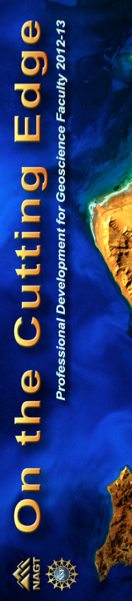 On the Cutting Edge
Professional Development for Geoscience Faculty 2012-13
NAGT